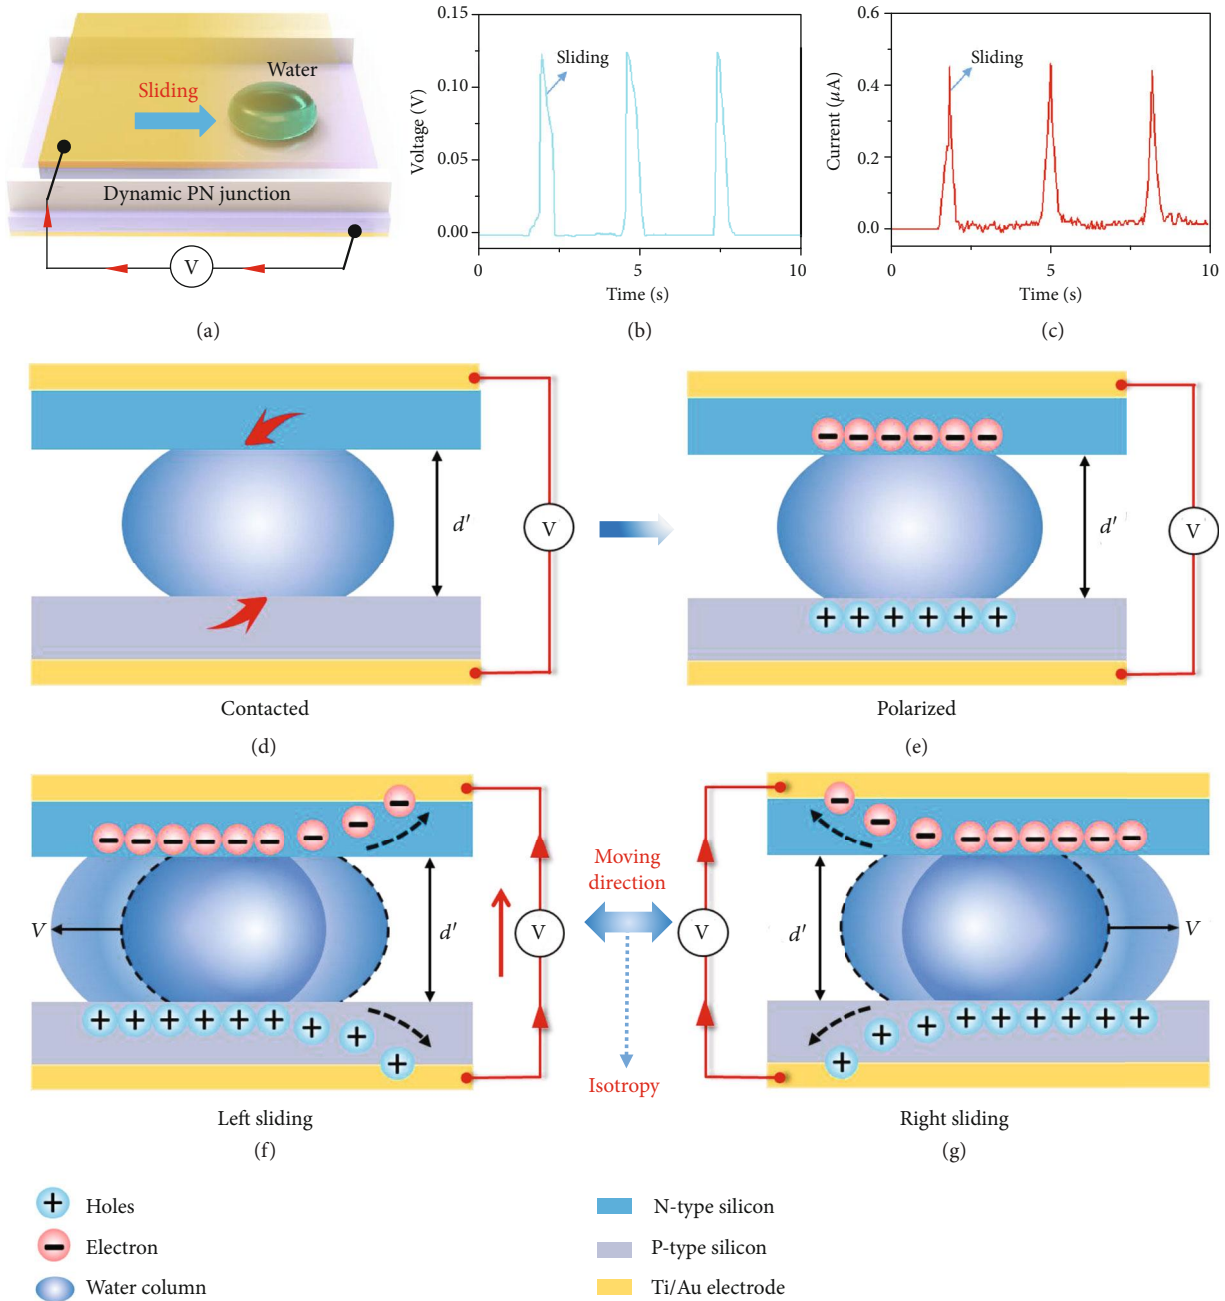 Water
Sliding
Dynamic PN junction
V
(a)
0.15
0.10
0.05
0.00
Voltage (V)
Sliding
0
5
10
Time (s)
(b)
0.6
0.4
0.2
0.0
Current (μA)
Sliding
0
5
10
Time (s)
(c)
d′
V
Contacted
(d)
d′
V
Polarized
(e)
V
d′
V
Left sliding
(f)
Moving
direction
Isotropy
V
d′
V
Right sliding
(g)
Holes
Electron
Water column
N-type silicon
P-type silicon
Ti/Au electrode